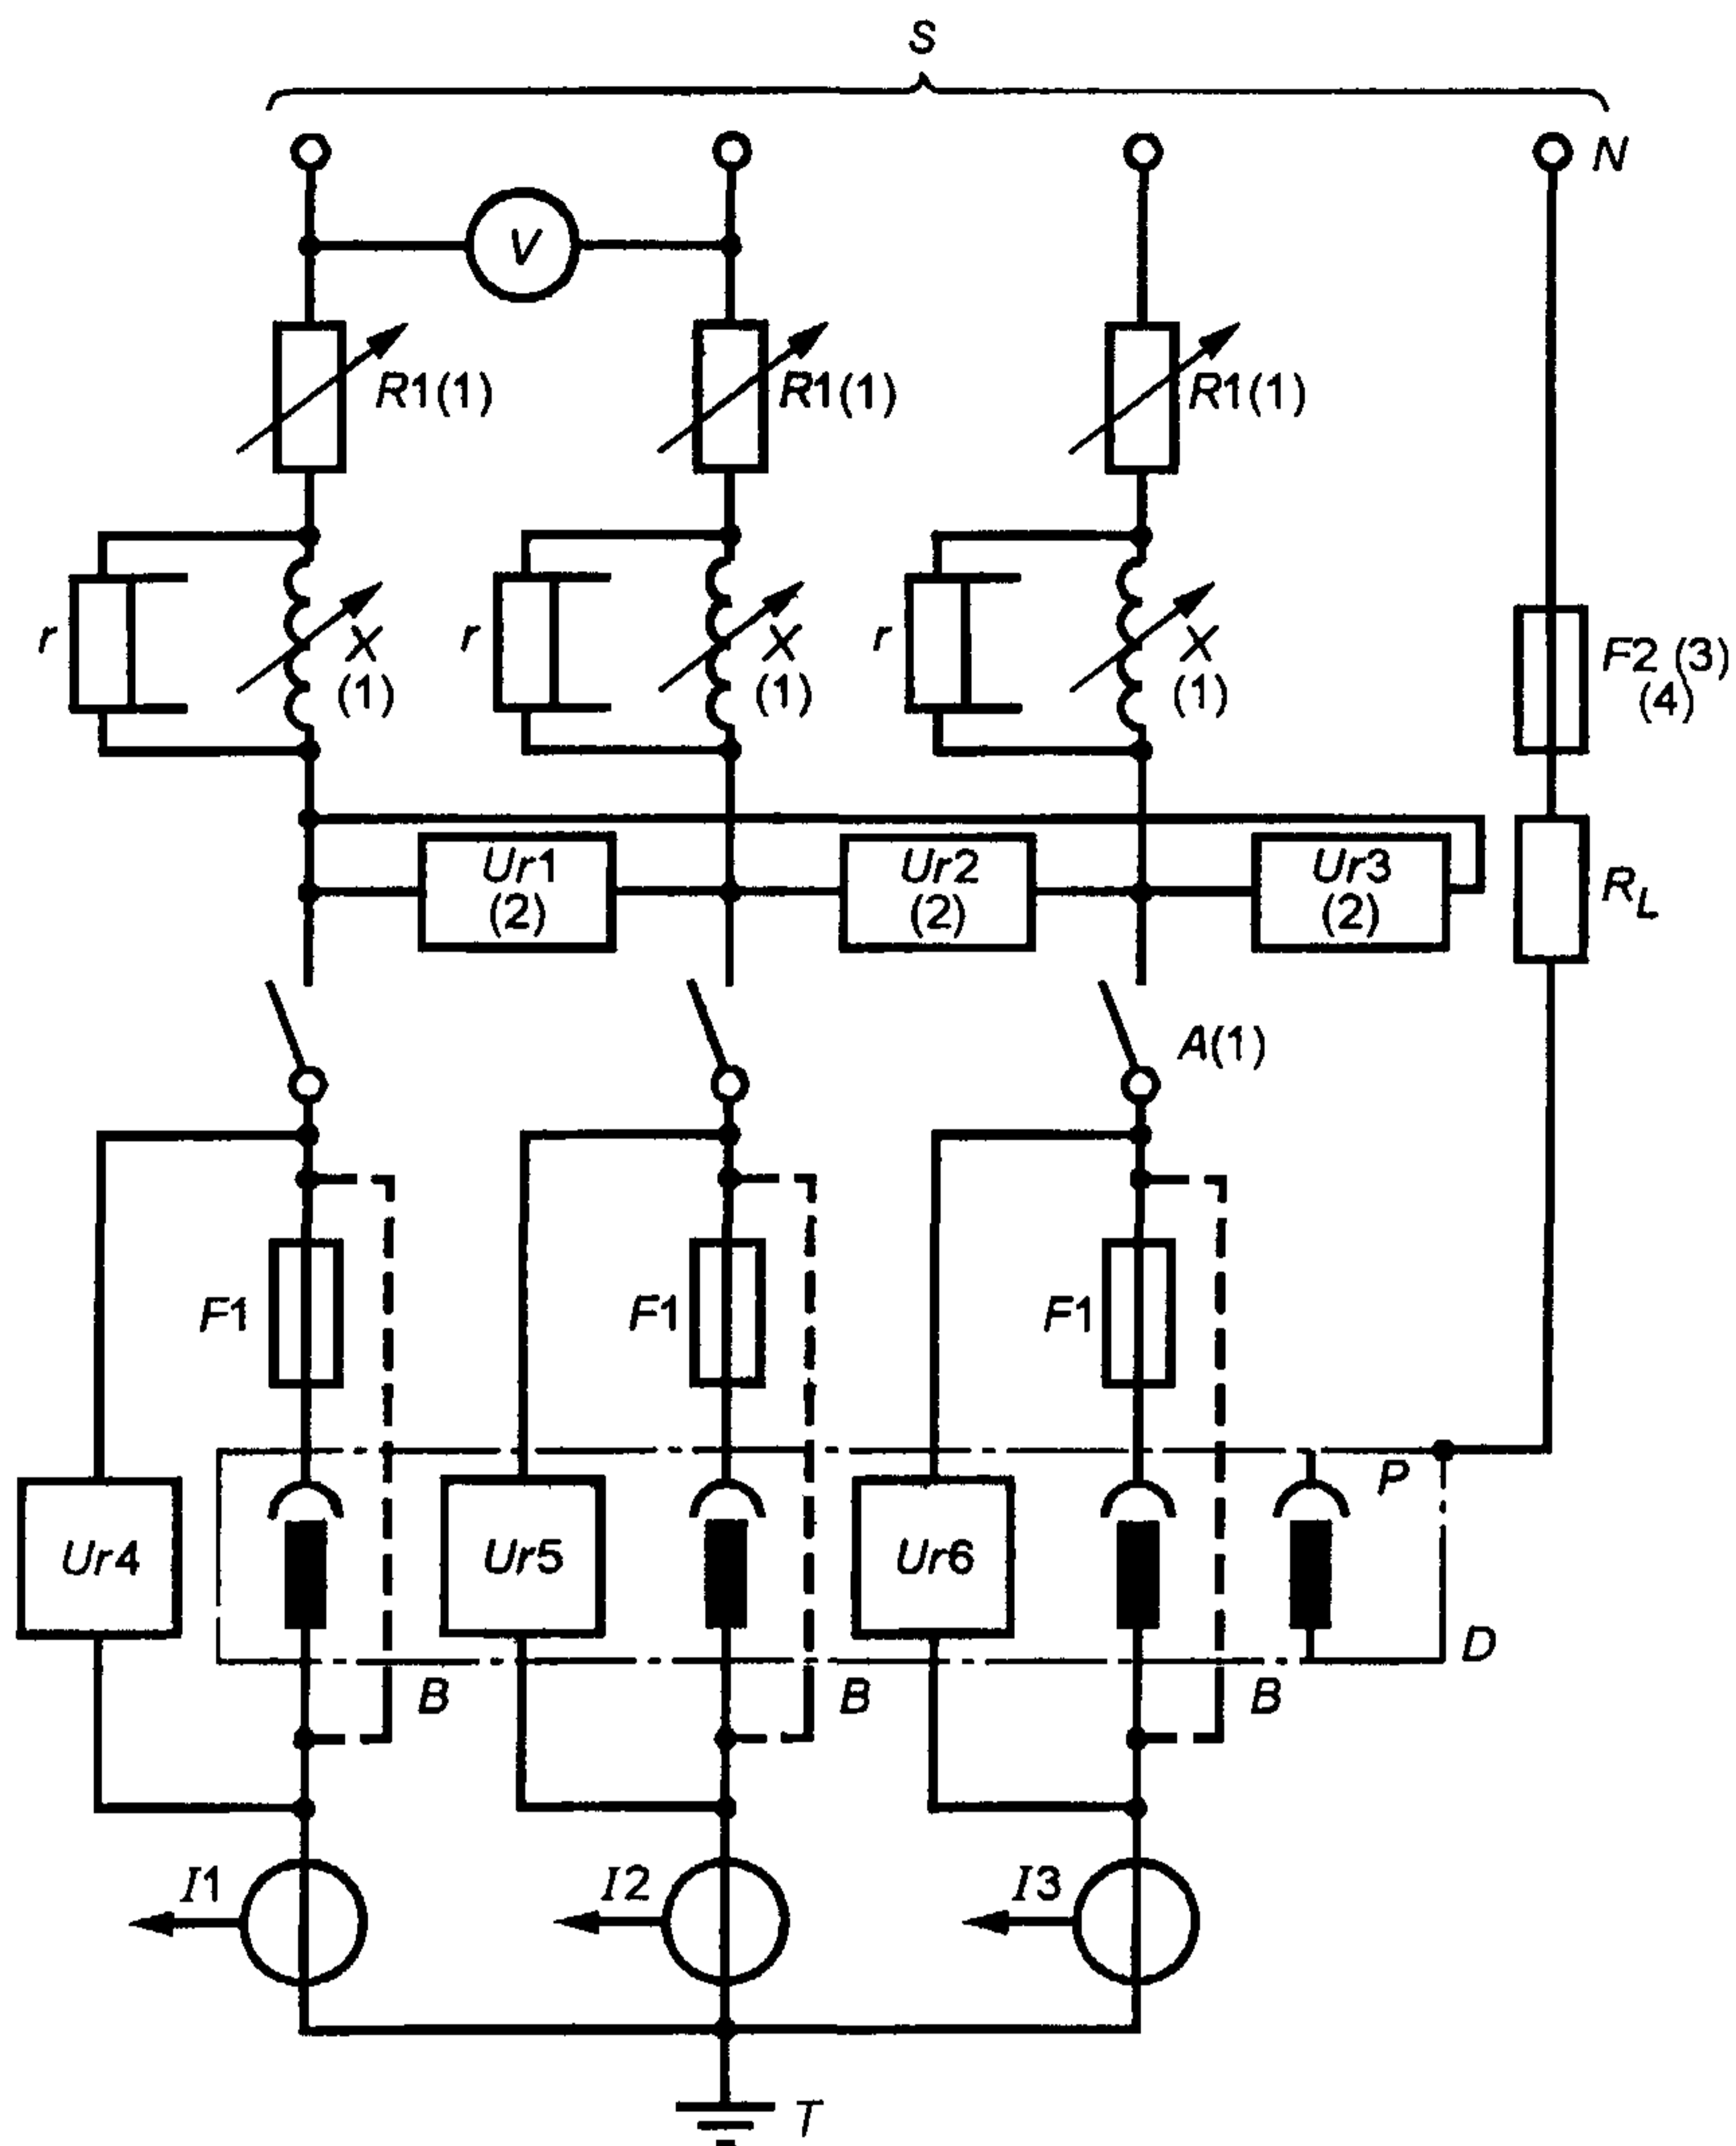 S
N
V
R1(1) R1(1) R1(1)
r X r X r X F2 (3)
(1) (1) (1) (4)
Ur1 Ur2 Ur3 RL
(2) (2) (2)
A(1)
F1 F1 F1
P
Ur4 Ur5 Ur6
D
B B B
I1 I2 I3
T